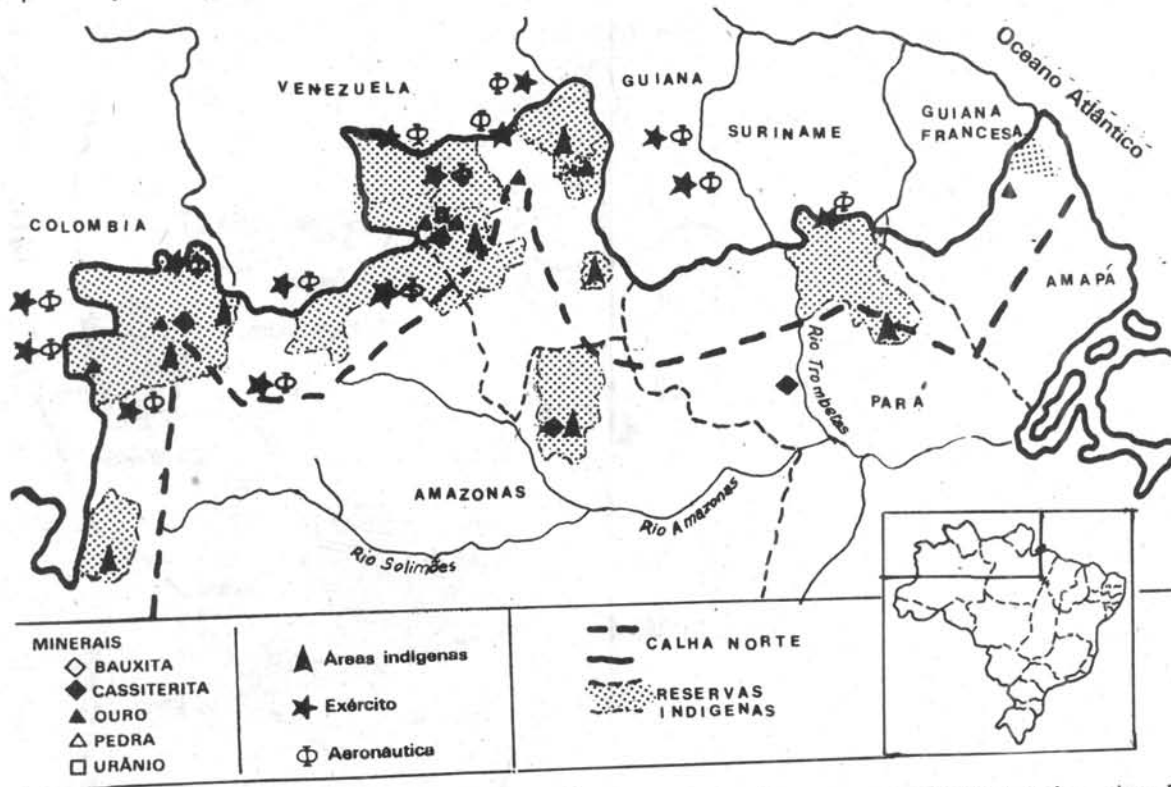 Oceano Atlântico
VENEZUELA
Φ
GUIANA
SURINAME
GUIANA
FRANCESA
COLOMBIA
AMAPÁ
Rio Trombetas
PARÁ
AMAZONAS
Rio Amazonas
Rio Solimões
MINERAIS
BAUXITA
CASSITERITA
OURO
PEDRA
URÂNIO
Áreas indígenas
Exército
Φ Aeronáutica
CALHA NORTE
RESERVAS
INDIGENAS